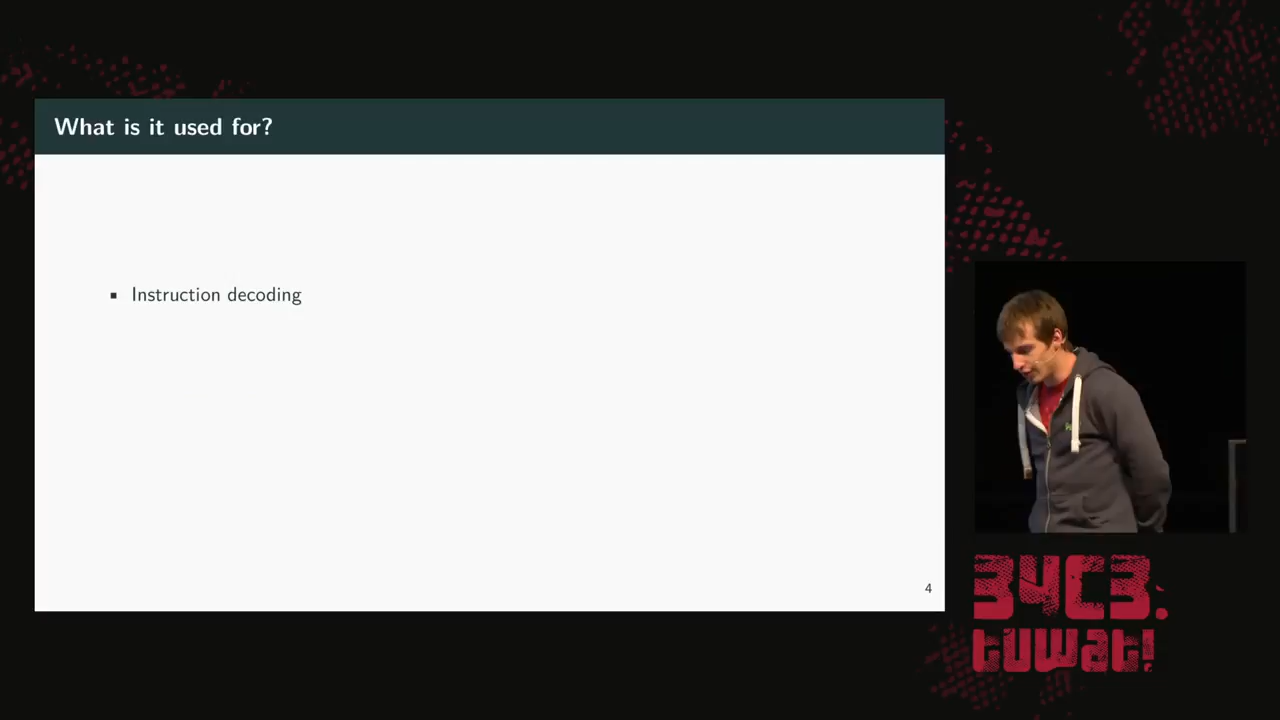 What is it used for?
▪ Instruction decoding
4
34C3.
tuwat!